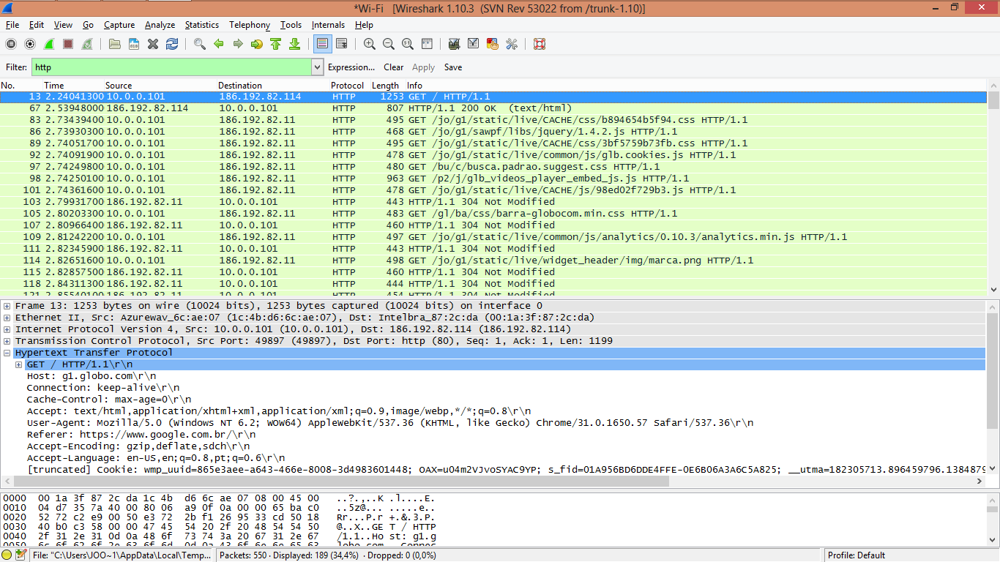 *Wi-Fi [Wireshark 1.10.3 (SVN Rev 53022 from /trunk-1.10)]
File Edit View Go Capture Analyze Statistics Telephony Tools Internals Help
Filter: http Expression... Clear Apply Save
No. Time Source Destination Protocol Length Info
13 2.24041300 10.0.0.101 186.192.82.114 HTTP 1253 GET / HTTP/1.1
67 2.53948000 186.192.82.114 10.0.0.101 HTTP 807 HTTP/1.1 200 OK (text/html)
83 2.73439400 10.0.0.101 186.192.82.11 HTTP 495 GET /jo/g1/static/live/CACHE/css/b894654b5f94.css HTTP/1.1
86 2.73930300 10.0.0.101 186.192.82.11 HTTP 468 GET /jo/g1/sawpf/libs/jquery/1.4.2.js HTTP/1.1
89 2.74051700 10.0.0.101 186.192.82.11 HTTP 495 GET /jo/g1/static/live/CACHE/css/3bf5759b73fb.css HTTP/1.1
92 2.74091900 10.0.0.101 186.192.82.11 HTTP 478 GET /jo/g1/static/live/common/js/glb.cookies.js HTTP/1.1
97 2.74249800 10.0.0.101 186.192.82.11 HTTP 480 GET /bu/c/busca.padrao.suggest.css HTTP/1.1
98 2.74250100 10.0.0.101 186.192.82.11 HTTP 963 GET /p2/j/glb_videos_player_embed_js.js HTTP/1.1
101 2.74361600 10.0.0.101 186.192.82.11 HTTP 478 GET /jo/g1/static/live/CACHE/js/98ed02f729b3.js HTTP/1.1
103 2.79931700 186.192.82.11 10.0.0.101 HTTP 443 HTTP/1.1 304 Not Modified
105 2.80203300 10.0.0.101 186.192.82.11 HTTP 483 GET /gl/ba/css/barra-globocom.min.css HTTP/1.1
107 2.80966400 186.192.82.11 10.0.0.101 HTTP 460 HTTP/1.1 304 Not Modified
109 2.81242200 10.0.0.101 186.192.82.11 HTTP 497 GET /jo/g1/static/live/common/js/analytics/0.10.3/analytics.min.js HTTP/1.1
111 2.82345900 186.192.82.11 10.0.0.101 HTTP 443 HTTP/1.1 304 Not Modified
114 2.82651600 10.0.0.101 186.192.82.11 HTTP 498 GET /jo/g1/static/live/widget_header/img/marca.png HTTP/1.1
115 2.82857500 186.192.82.11 10.0.0.101 HTTP 460 HTTP/1.1 304 Not Modified
118 2.84311300 186.192.82.11 10.0.0.101 HTTP 444 HTTP/1.1 304 Not Modified
121 2.85540100 186.192.82.11 10.0.0.101 HTTP 454 HTTP/1.1 304 Not Modified
Frame 13: 1253 bytes on wire (10024 bits), 1253 bytes captured (10024 bits) on interface 0
Ethernet II, Src: Azurewav_6c:ae:07 (1c:4b:d6:6c:ae:07), Dst: Intelbra_87:2c:da (00:1a:3f:87:2c:da)
Internet Protocol Version 4, Src: 10.0.0.101 (10.0.0.101), Dst: 186.192.82.114 (186.192.82.114)
Transmission Control Protocol, Src Port: 49897 (49897), Dst Port: http (80), Seq: 1, Ack: 1, Len: 1199
Hypertext Transfer Protocol
GET / HTTP/1.1\r\n
Host: g1.globo.com\r\n
Connection: keep-alive\r\n
Cache-Control: max-age=0\r\n
Accept: text/html,application/xhtml+xml,application/xml;q=0.9,image/webp,*/*;q=0.8\r\n
User-Agent: Mozilla/5.0 (Windows NT 6.2; WOW64) AppleWebKit/537.36 (KHTML, like Gecko) Chrome/31.0.1650.57 Safari/537.36\r\n
Referer: https://www.google.com.br/\r\n
Accept-Encoding: gzip,deflate,sdch\r\n
Accept-Language: en-US,en;q=0.8,pt;q=0.6\r\n
[truncated] Cookie: wmp_uuid=865e3aee-a643-466e-8008-3d4983601448; OAX=u04m2VJvoSYAC9YP; s_fid=01A956BD6DDE4FFE-0E6B06A3A6C5A825; __utma=182305713.896459796.1384879
0000 00 1a 3f 87 2c da 1c 4b d6 6c ae 07 08 00 45 00 ..?.,..K .l....E.
0010 04 d7 35 7a 40 00 80 06 a9 0f 0a 00 00 65 ba c0 ..5z@... .....e..
0020 52 72 c2 e9 00 50 e3 72 2b f1 26 95 33 cd 50 18 Rr...P.r +.&.3.P.
0030 40 b0 c3 58 00 00 47 45 54 20 2f 20 48 54 54 50 @..X..GE T / HTTP
0040 2f 31 2e 31 0d 0a 48 6f 73 74 3a 20 67 31 2e 67 /1.1..Ho st: g1.g
0050 6c 6f 62 6f 2e 63 6f 6d 0d 0a 43 6f 6e 6e 65 63 lobo.com ..Connec
File: "C:\Users\JOO~1\AppData\Local\Temp... Packets: 550 · Displayed: 189 (34,4%) · Dropped: 0 (0,0%) Profile: Default